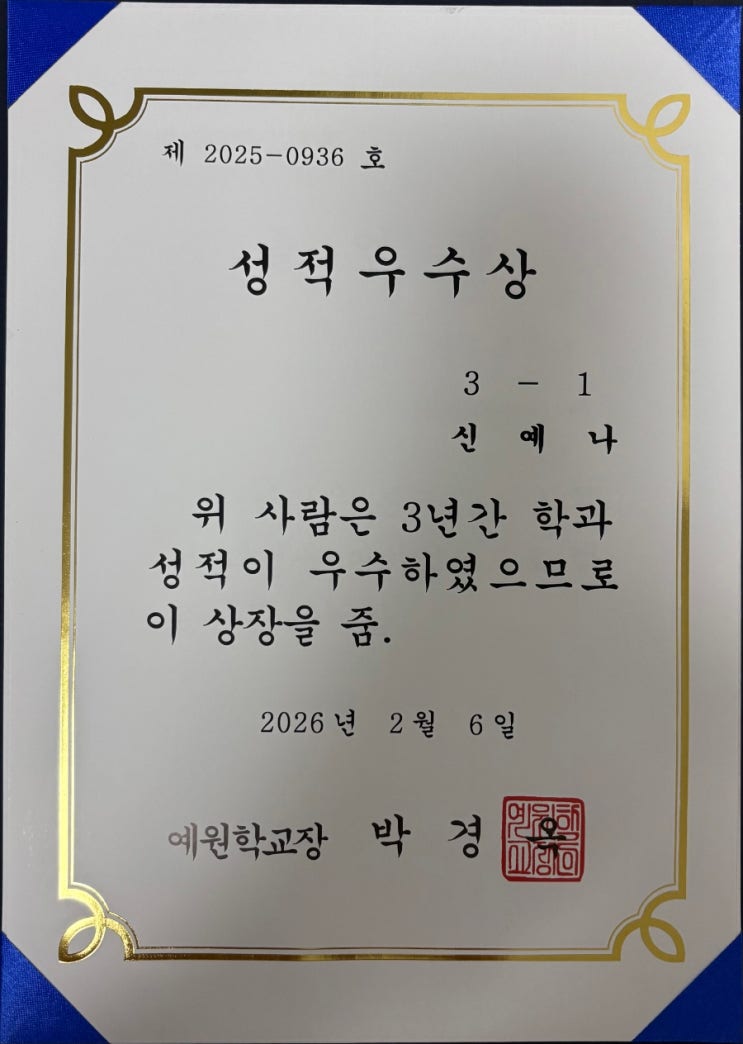 제 2025-0936 호
성적우수상
3 - 1
신 예 나
위 사람은 3년간 학과
성적이 우수하였으므로
이 상장을 줌.
2026년 2월 6일
예원학교장 박 경 옥